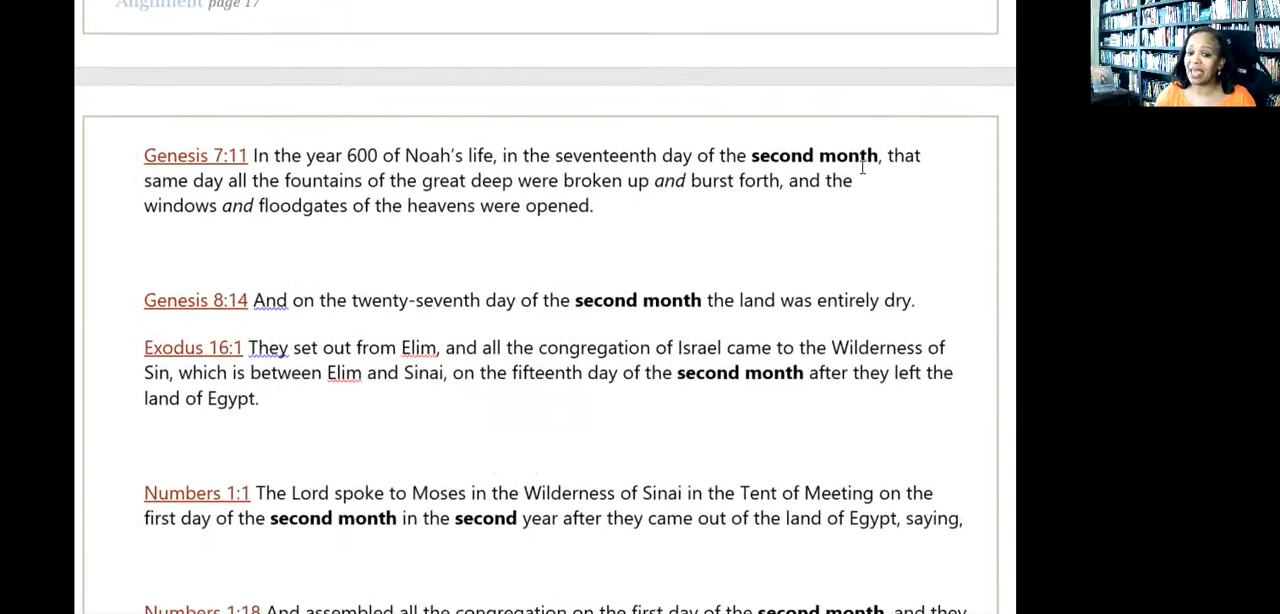 Alignment page 17
Genesis 7:11 In the year 600 of Noah’s life, in the seventeenth day of the second month, that
same day all the fountains of the great deep were broken up and burst forth, and the
windows and floodgates of the heavens were opened.
Genesis 8:14 And on the twenty-seventh day of the second month the land was entirely dry.
Exodus 16:1 They set out from Elim, and all the congregation of Israel came to the Wilderness of
Sin, which is between Elim and Sinai, on the fifteenth day of the second month after they left the
land of Egypt.
Numbers 1:1 The Lord spoke to Moses in the Wilderness of Sinai in the Tent of Meeting on the
first day of the second month in the second year after they came out of the land of Egypt, saying,
Numbers 1:18 And assembled all the congregation on the first day of the second month, and they